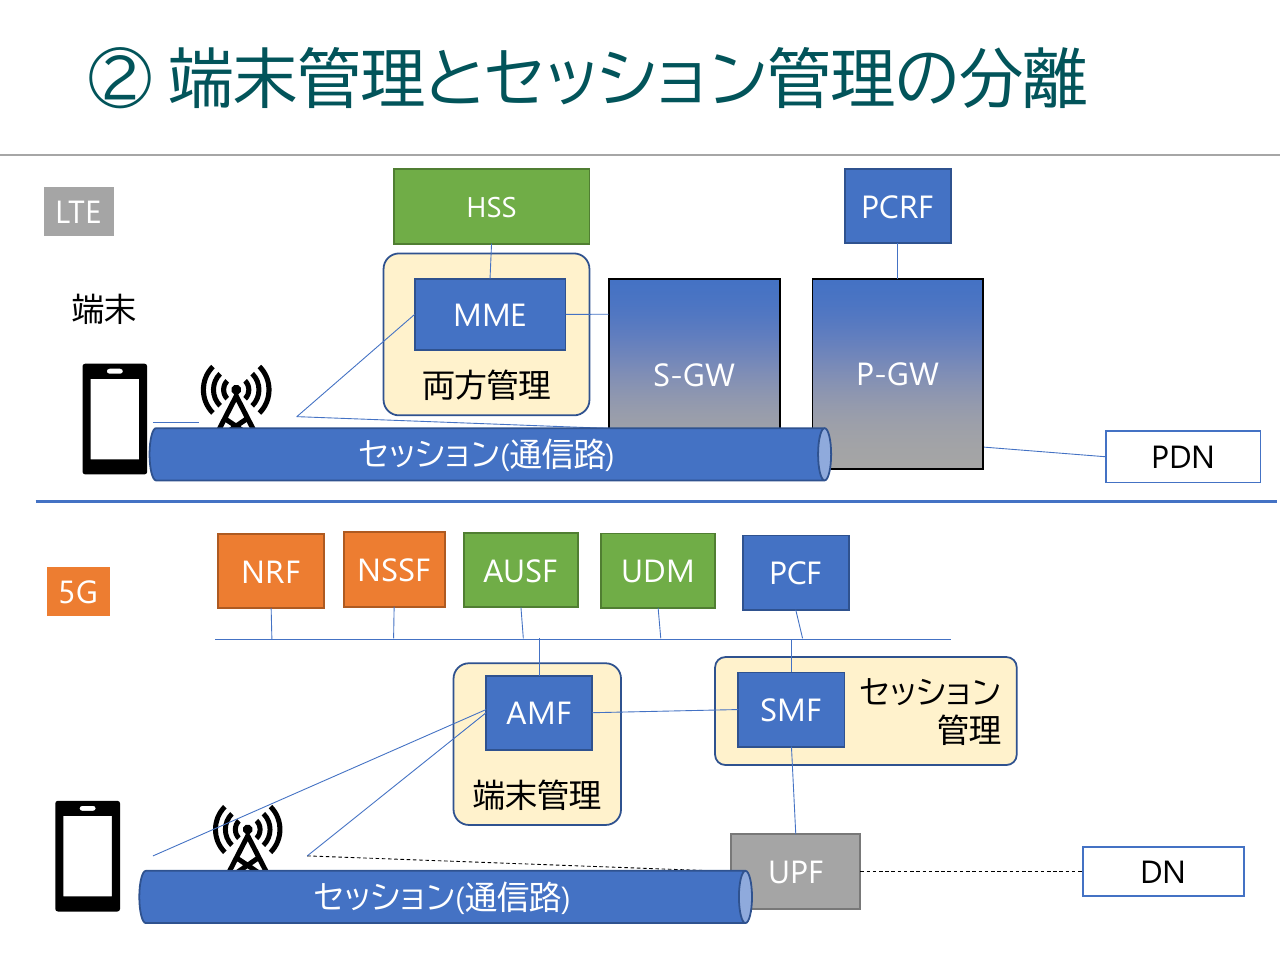 ② 端末管理とセッション管理の分離
LTE
HSS
PCRF
端末
MME
両方管理
S-GW
P-GW
セッション(通信路)
PDN
5G
NRF
NSSF
AUSF
UDM
PCF
AMF
端末管理
SMF
セッション
管理
UPF
DN
セッション(通信路)